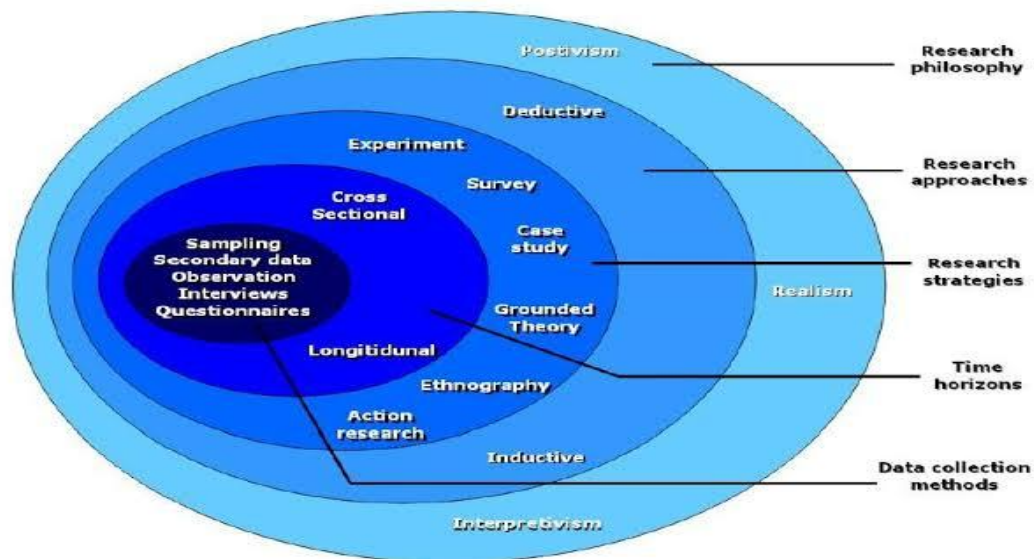 Postivism
Deductive
Experiment
Survey
Cross
Sectional
Case
study
Sampling
Secondary data
Observation
Interviews
Questionnaires
Realism
Grounded
Theory
Longitidunal
Ethnography
Action
research
Inductive
Interpretivism
Research
philosophy
Research
approaches
Research
strategies
Time
horizons
Data collection
methods